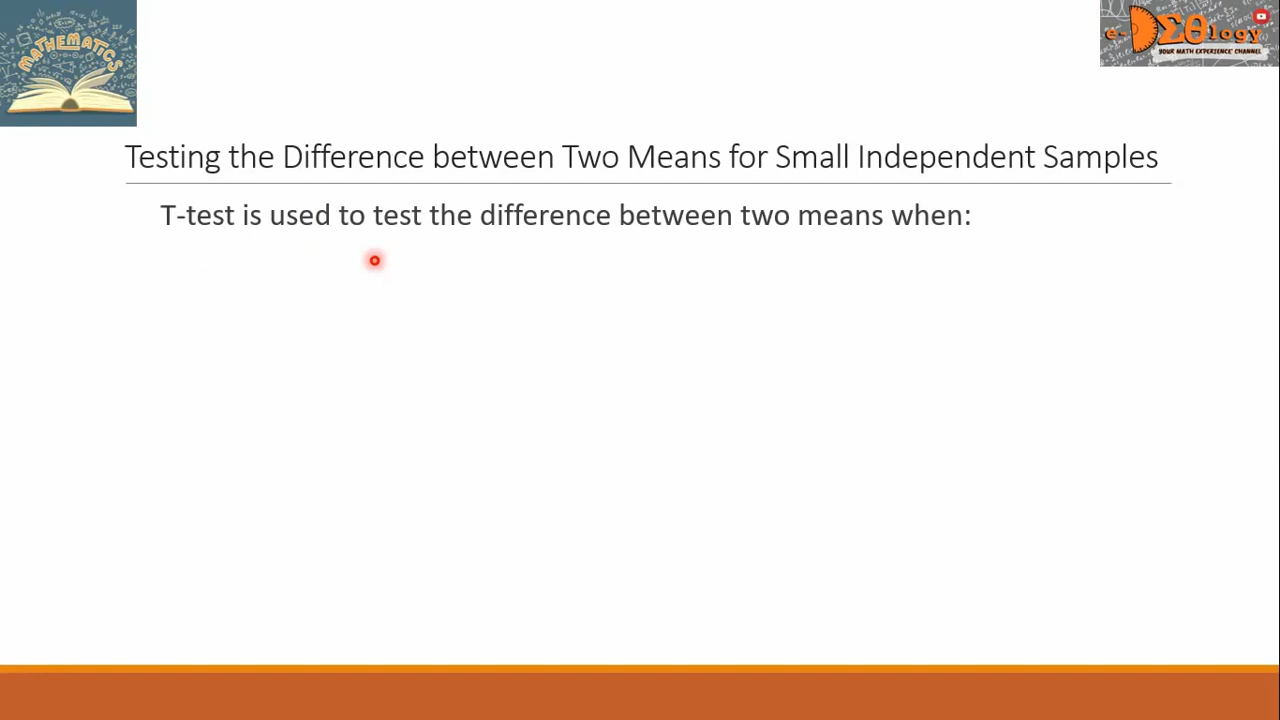 MATHEMATICS
e-DΣθlogy
YOUR MATH EXPERIENCE CHANNEL
Testing the Difference between Two Means for Small Independent Samples
T-test is used to test the difference between two means when: